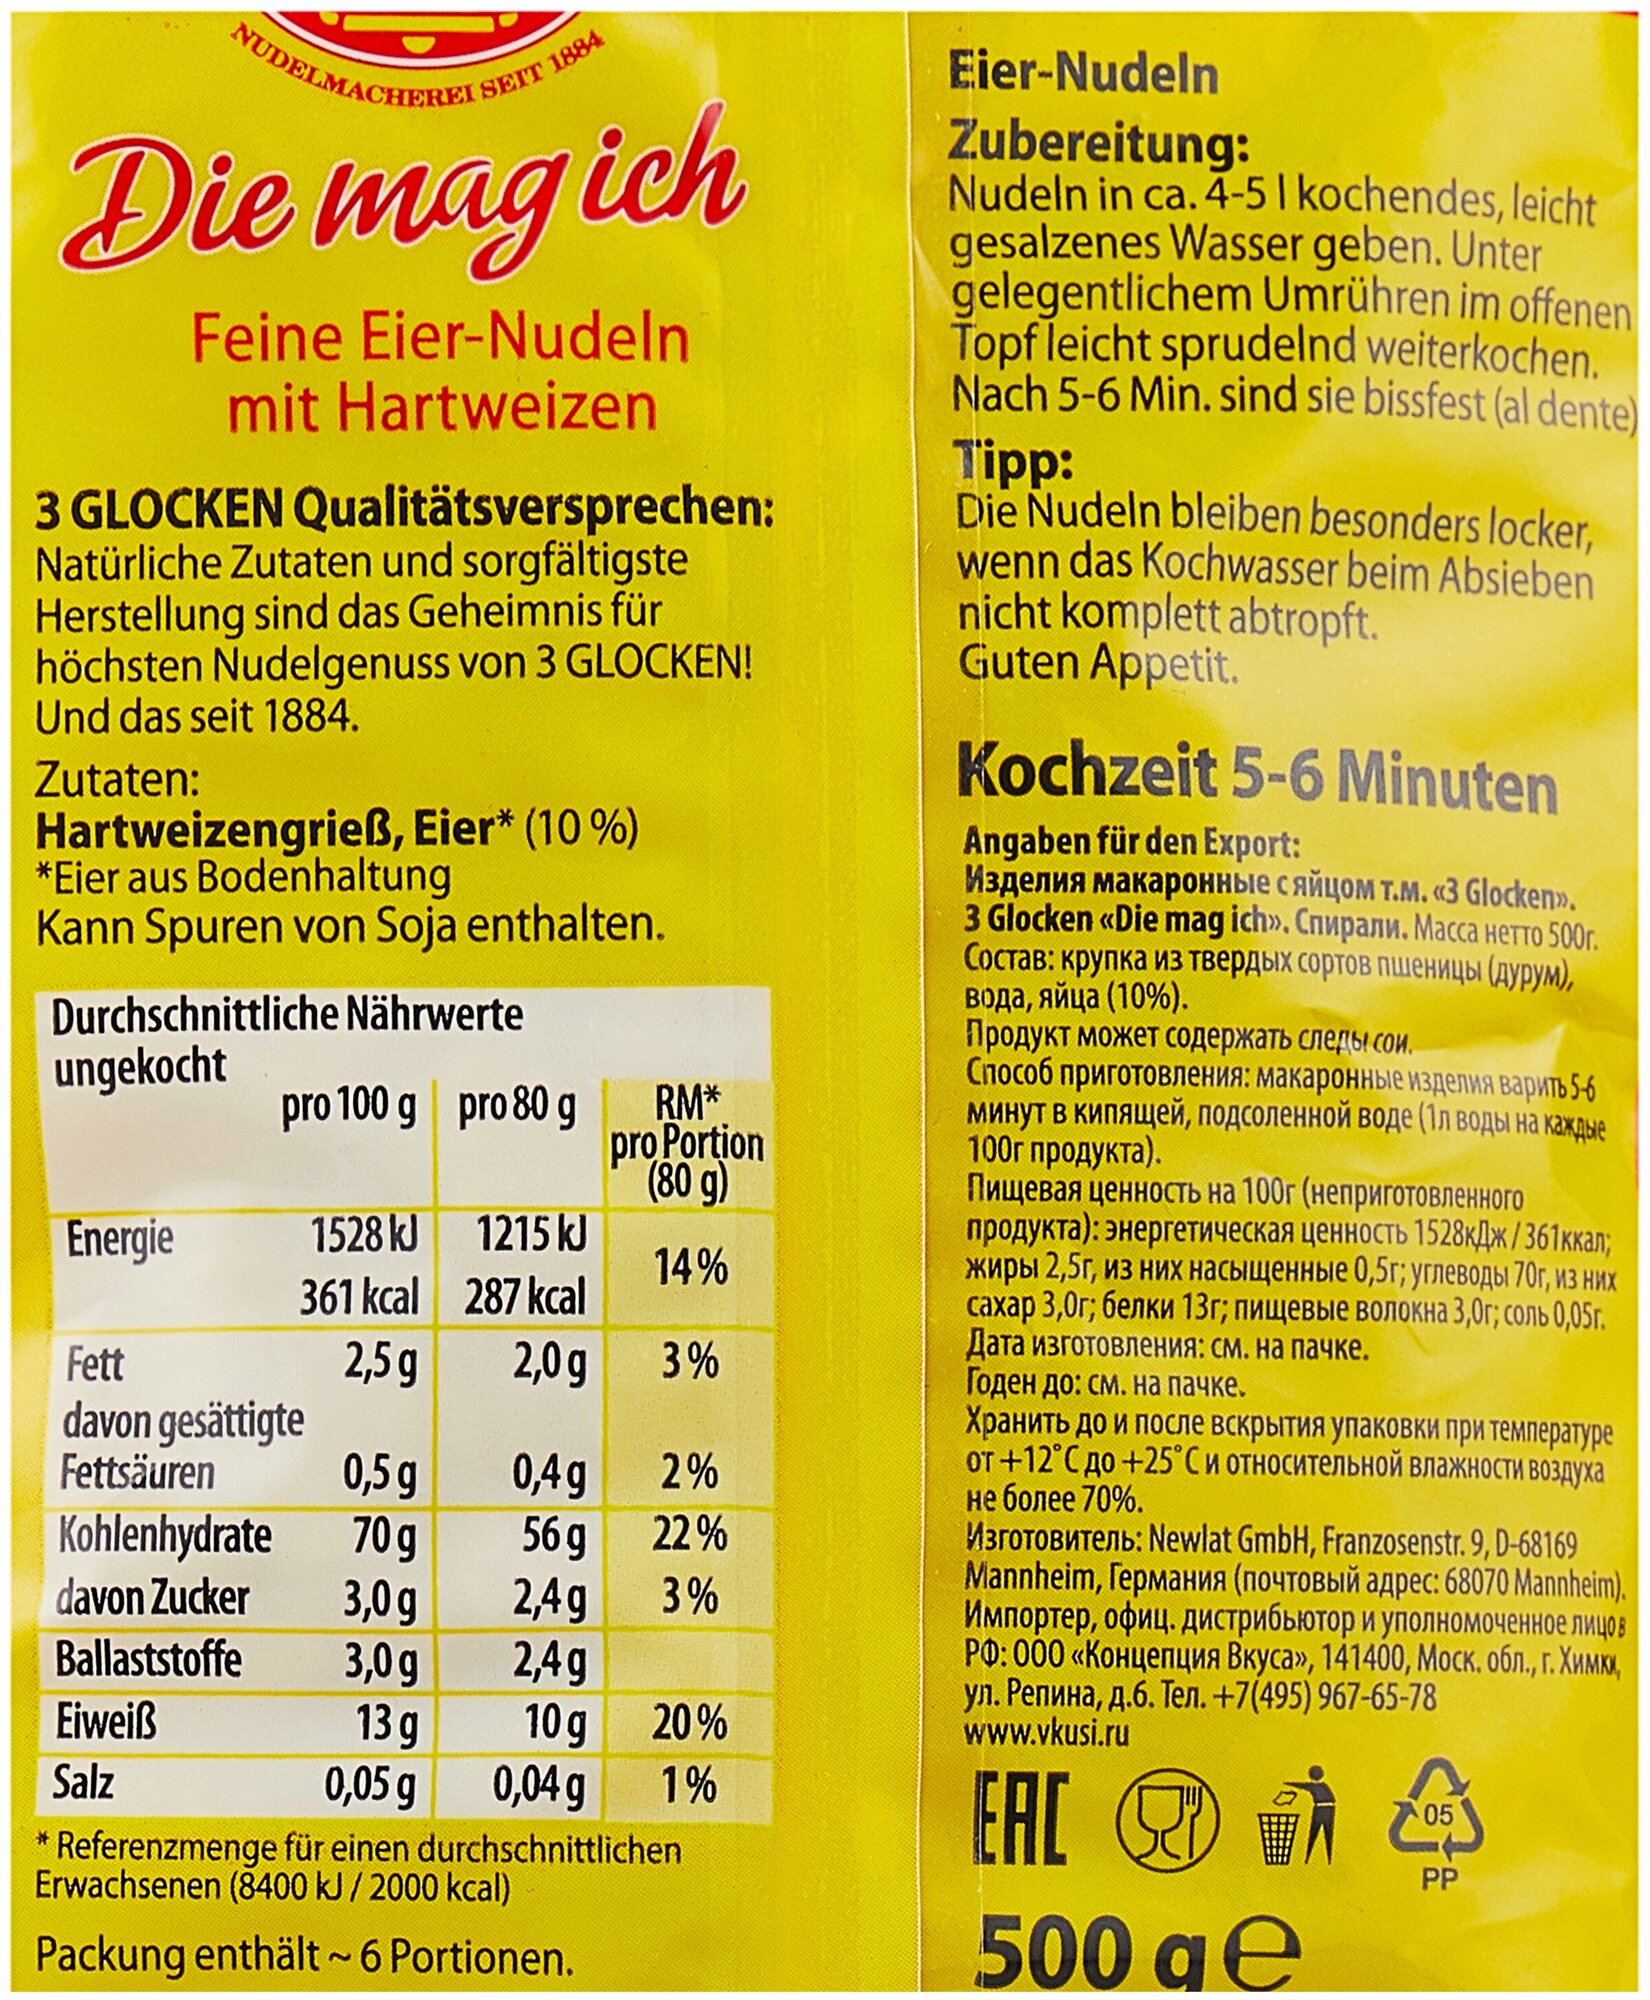 NUDELMACHEREI SEIT 1884
Die mag ich
Feine Eier-Nudeln
mit Hartweizen
3 GLOCKEN Qualitätsversprechen:
Natürliche Zutaten und sorgfältigste
Herstellung sind das Geheimnis für
höchsten Nudelgenuss von 3 GLOCKEN!
Und das seit 1884.
Zutaten:
Hartweizengrieß, Eier* (10 %)
*Eier aus Bodenhaltung
Kann Spuren von Soja enthalten.
Durchschnittliche Nährwerte
ungekocht
pro 100 g pro 80 g RM*
pro Portion
(80 g)
Energie 1528 kJ 1215 kJ
361 kcal 287 kcal 14 %
Fett 2,5 g 2,0 g 3 %
davon gesättigte
Fettsäuren 0,5 g 0,4 g 2 %
Kohlenhydrate 70 g 56 g 22 %
davon Zucker 3,0 g 2,4 g 3 %
Ballaststoffe 3,0 g 2,4 g
Eiweiß 13 g 10 g 20 %
Salz 0,05 g 0,04 g 1 %
* Referenzmenge für einen durchschnittlichen
Erwachsenen (8400 kJ / 2000 kcal)
Packung enthält ~ 6 Portionen.
Eier-Nudeln
Zubereitung:
Nudeln in ca. 4-5 l kochendes, leicht
gesalzenes Wasser geben. Unter
gelegentlichem Umrühren im offenen
Topf leicht sprudelnd weiterkochen.
Nach 5-6 Min. sind sie bissfest (al dente)
Tipp:
Die Nudeln bleiben besonders locker,
wenn das Kochwasser beim Absieben
nicht komplett abtropft.
Guten Appetit.
Kochzeit 5-6 Minuten
Angaben für den Export:
Изделия макаронные с яйцом т.м. «3 Glocken».
3 Glocken «Die mag ich». Спирали. Масса нетто 500г.
Состав: крупка из твердых сортов пшеницы (дурум),
вода, яйца (10%).
Продукт может содержать следы сои.
Способ приготовления: макаронные изделия варить 5-6
минут в кипящей, подсоленной воде (1л воды на каждые
100г продукта).
Пищевая ценность на 100г (неприготовленного
продукта): энергетическая ценность 1528кДж / 361ккал;
жиры 2,5г, из них насыщенные 0,5г; углеводы 70г, из них
сахар 3,0г; белки 13г; пищевые волокна 3,0г; соль 0,05г.
Дата изготовления: см. на пачке.
Годен до: см. на пачке.
Хранить до и после вскрытия упаковки при температуре
от +12˚С до +25˚С и относительной влажности воздуха
не более 70%.
Изготовитель: Newlat GmbH, Franzosenstr. 9, D-68169
Mannheim, Германия (почтовый адрес: 68070 Mannheim).
Импортер, офиц. дистрибьютор и уполномоченное лицо в
РФ: ООО «Концепция Вкуса», 141400, Моск. обл., г. Химки,
ул. Репина, д.6. Тел. +7(495) 967-65-78
www.vkusi.ru
EAC
05
PP
500 g e